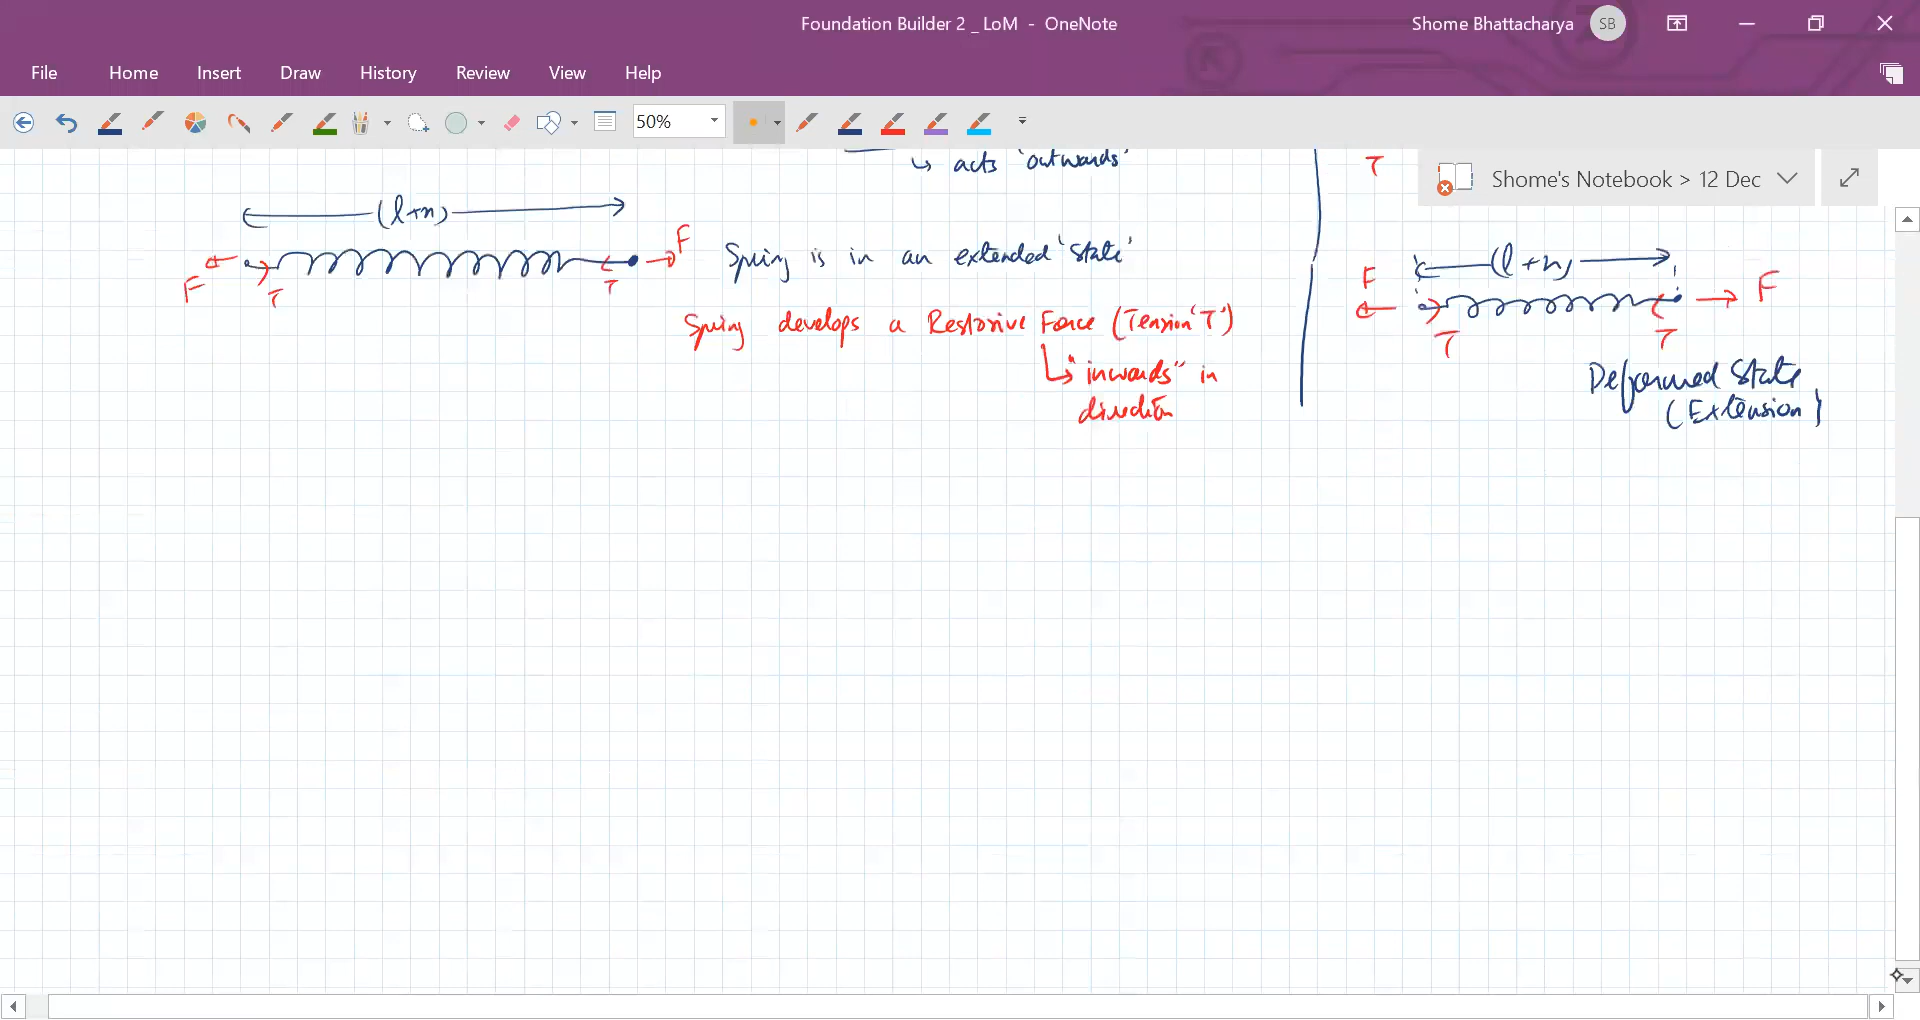 Foundation Builder 2 _ LoM - OneNote
Shome Bhattacharya SB
File Home Insert Draw History Review View Help
50%
Shome's Notebook > 12 Dec
↳ acts 'outwards'
T
(l+x)
F
T
T
F
Spring is in an extended 'state'
Spring develops a Restorive Force (Tension 'T')
↳ "inwards" in
direction
(l+x)
F
T
T
F
Deformed State
(Extension)